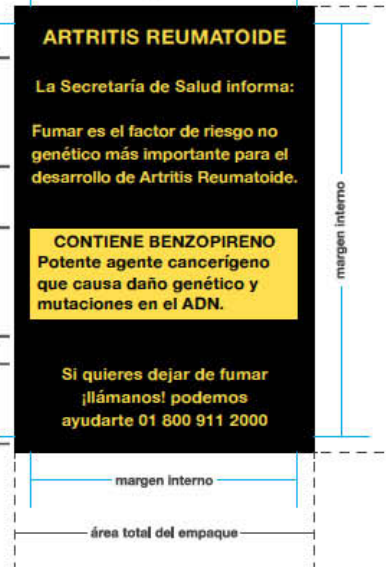 ARTRITIS REUMATOIDE
La Secretaría de Salud informa:
Fumar es el factor de riesgo no
genético más importante para el
desarrollo de Artritis Reumatoide.
CONTIENE BENZOPIRENO
Potente agente cancerígeno
que causa daño genético y
mutaciones en el ADN.
Si quieres dejar de fumar
¡llámanos! podemos
ayudarte 01 800 911 2000
margen interno
margen interno
área total del empaque